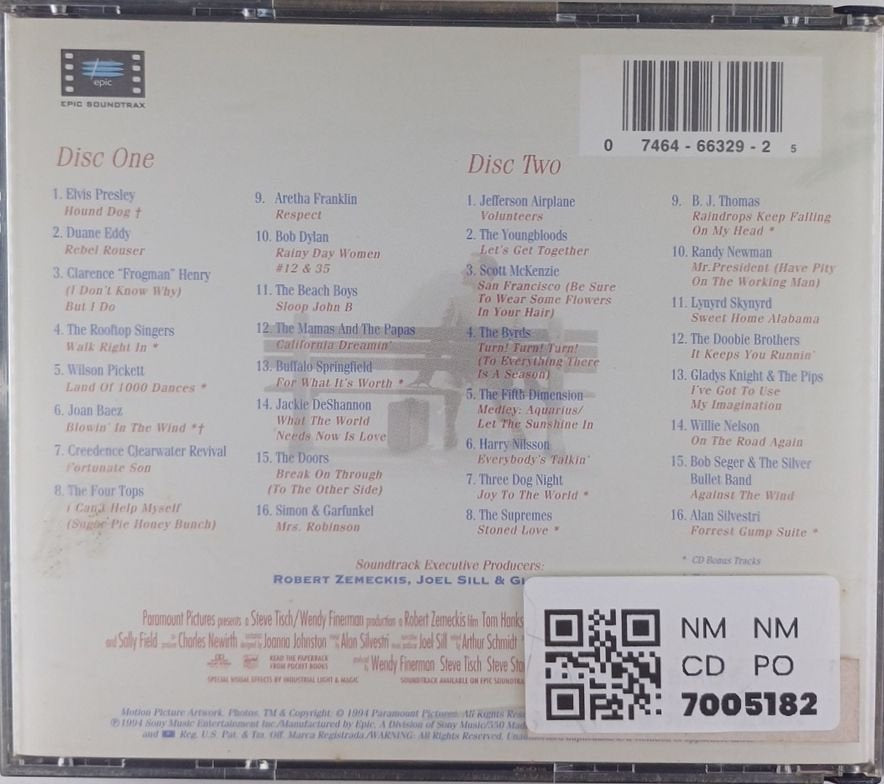 epic
EPIC SOUNDTRAX
0 7464 - 66329 - 2 5
Disc One
1. Elvis Presley
Hound Dog †
2. Duane Eddy
Rebel Rouser
3. Clarence "Frogman" Henry
(I Don't Know Why)
But I Do
4. The Rooftop Singers
Walk Right In *
5. Wilson Pickett
Land Of 1000 Dances *
6. Joan Baez
Blowin' In The Wind *†
7. Creedence Clearwater Revival
Fortunate Son
8. The Four Tops
I Can't Help Myself
(Sugar Pie Honey Bunch)
9. Aretha Franklin
Respect
10. Bob Dylan
Rainy Day Women
#12 & 35
11. The Beach Boys
Sloop John B
12. The Mamas And The Papas
California Dreamin'
13. Buffalo Springfield
For What It's Worth *
14. Jackie DeShannon
What The World
Needs Now Is Love
15. The Doors
Break On Through
(To The Other Side)
16. Simon & Garfunkel
Mrs. Robinson
Disc Two
1. Jefferson Airplane
Volunteers
2. The Youngbloods
Let's Get Together
3. Scott McKenzie
San Francisco (Be Sure
To Wear Some Flowers
In Your Hair)
4. The Byrds
Turn! Turn! Turn!
(To Everything There
Is A Season)
5. The Fifth Dimension
Medley: Aquarius/
Let The Sunshine In
6. Harry Nilsson
Everybody's Talkin'
7. Three Dog Night
Joy To The World *
8. The Supremes
Stoned Love *
9. B. J. Thomas
Raindrops Keep Falling
On My Head *
10. Randy Newman
Mr. President (Have Pity
On The Working Man)
11. Lynyrd Skynyrd
Sweet Home Alabama
12. The Doobie Brothers
It Keeps You Runnin'
13. Gladys Knight & The Pips
I've Got To Use
My Imagination
14. Willie Nelson
On The Road Again
15. Bob Seger & The Silver
Bullet Band
Against The Wind
16. Alan Silvestri
Forrest Gump Suite *
* CD Bonus Tracks
Soundtrack Executive Producers:
ROBERT ZEMECKIS, JOEL SILL & G
Paramount Pictures presents a Steve Tisch/Wendy Finerman production a Robert Zemeckis film Tom Hanks
and Sally Field Charles Newirth Joanna Johnston Alan Silvestri Joel Sill Arthur Schmidt
READ THE PAPERBACK
FROM POCKET BOOKS
Wendy Finerman Steve Tisch Steve
SPECIAL VISUAL EFFECTS BY INDUSTRIAL LIGHT & MAGIC SOUNDTRACK AVAILABLE ON EPIC
Motion Picture Artwork, Photos, TM & Copyright © 1994 Paramount Pictures. All Rights
℗ 1994 Sony Music Entertainment Inc./Manufactured by Epic, A Division of Sony Music/550
and Reg. U.S. Pat. & Tm. Off. Marca Registrada./WARNING: All Rights Reserved.
NM NM
CD PO
7005182